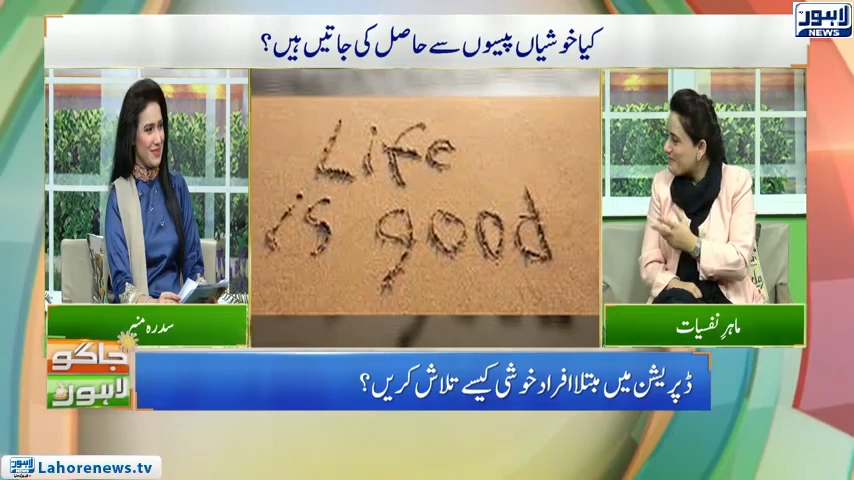 لاہور
NEWS
کیا خوشیاں پیسوں سے حاصل کی جاتیں ہیں؟
Life
is good
سدرہ منیر
ماہرِ نفسیات
جاگو
لاہور
ڈپریشن میں مبتلا افراد خوشی کیسے تلاش کریں؟
Lahorenews.tv